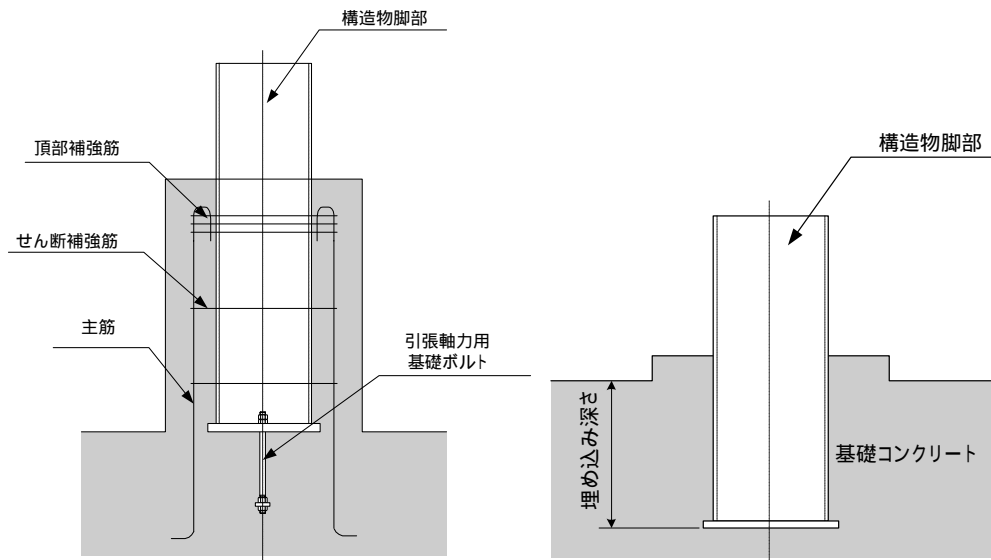 構造物脚部
頂部補強筋
せん断補強筋
主筋
引張軸力用
基礎ボルト
構造物脚部
埋め込み深さ
基礎コンクリート